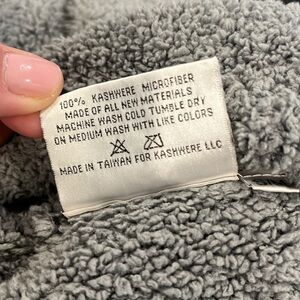 100% KASHWERE MICROFIBER
MADE OF ALL NEW MATERIALS
MACHINE WASH COLD TUMBLE DRY
ON MEDIUM WASH WITH LIKE COLORS
MADE IN TAIWAN FOR KASHWERE LLC